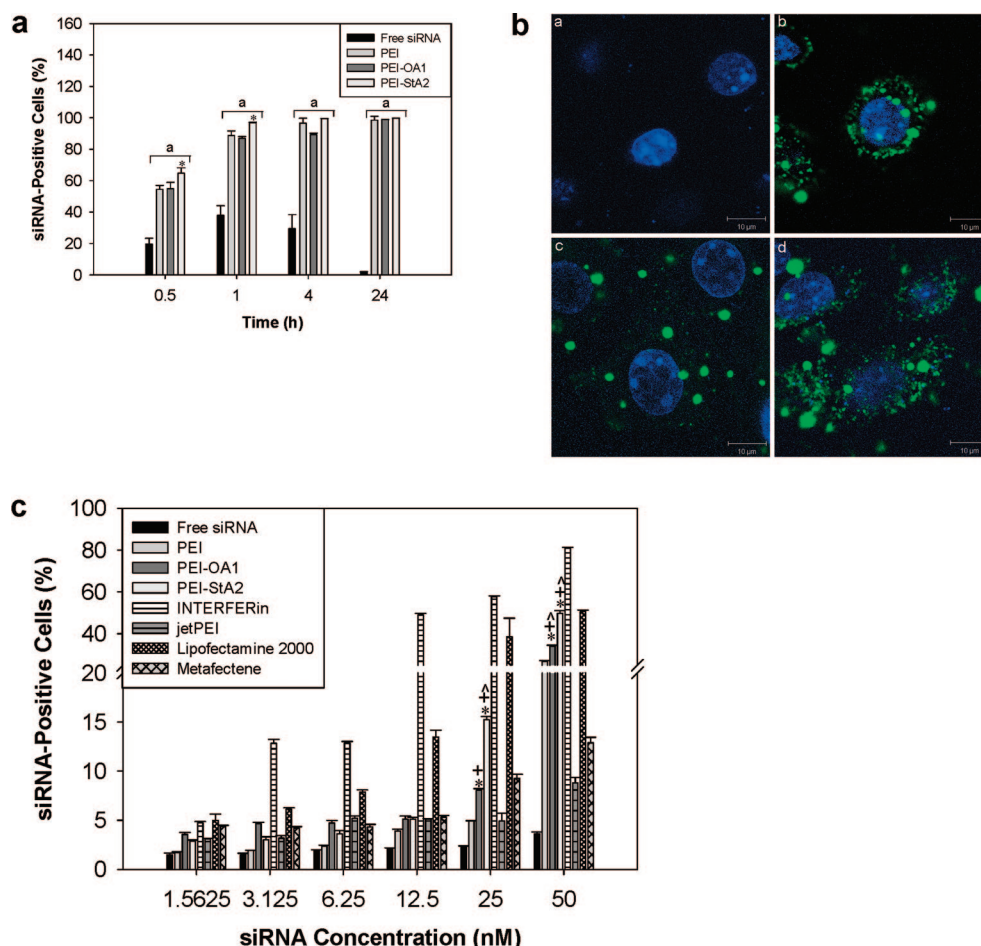 a
160
140
120
100
80
60
40
20
0
siRNA-Positive Cells (%)
Free siRNA
PEI
PEI-OA1
PEI-StA2
a
*
a
*
a
a
0.5 1 4 24
Time (h)
b
a
10 µm
b
10 µm
c
10 µm
d
10 µm
c
100
80
60
40
20
15
10
5
0
siRNA-Positive Cells (%)
Free siRNA
PEI
PEI-OA1
PEI-StA2
INTERFERin
jetPEI
Lipofectamine 2000
Metafectene
+
*
^
+
*
^
+
*
^
+
*
1.5625 3.125 6.25 12.5 25 50
siRNA Concentration (nM)